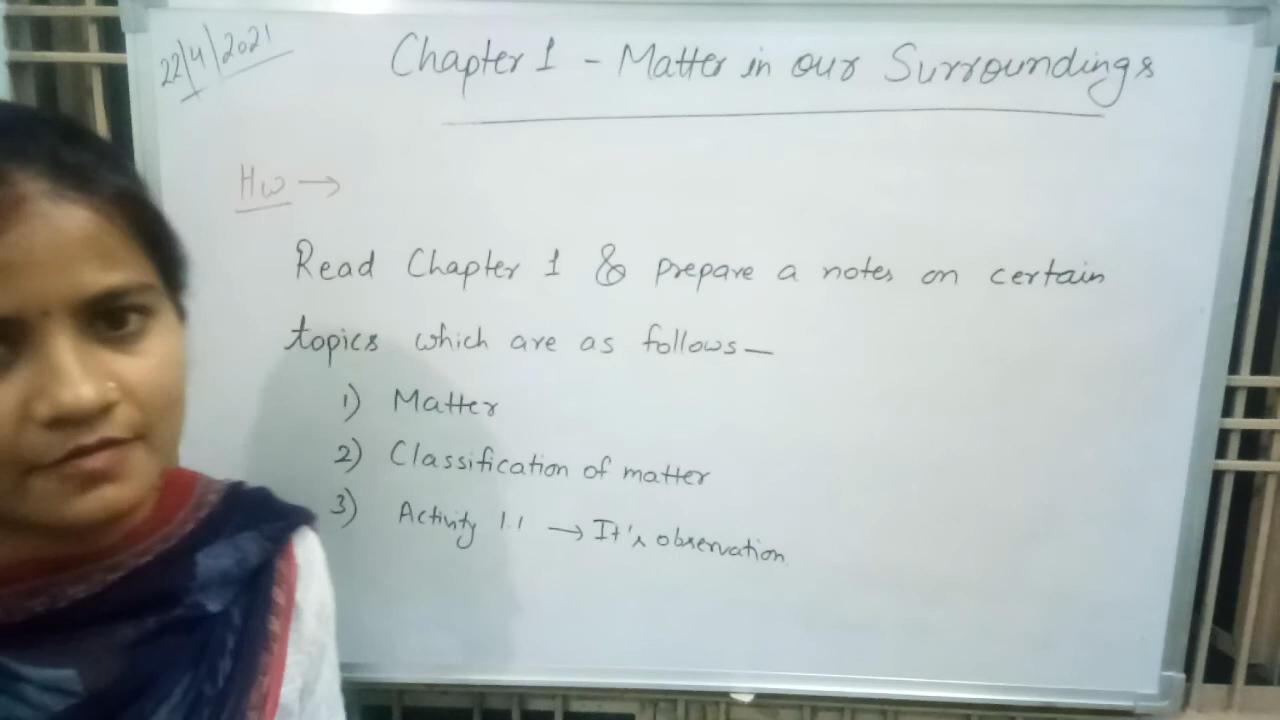 22/4/2021
Chapter 1 - Matter in our Surroundings
HW →
Read Chapter 1 & prepare a notes on certain
topics which are as follows—
1) Matter
2) Classification of matter
3) Activity 1.1 → It's observation